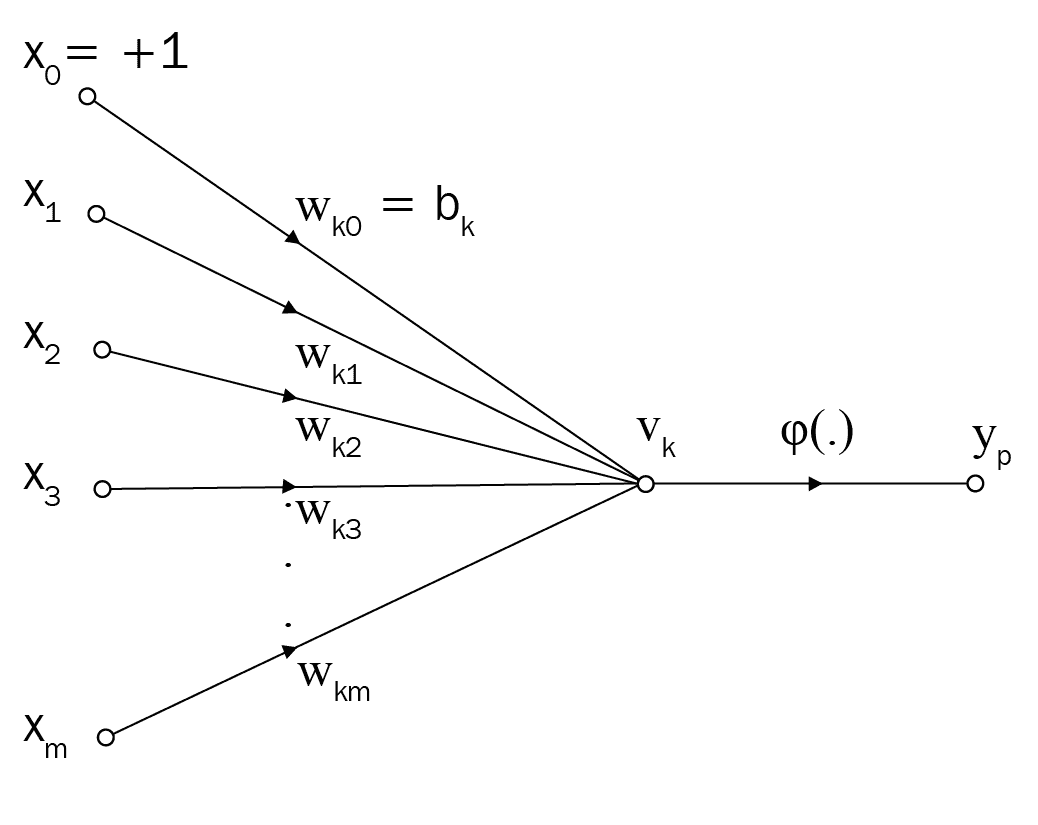 x₀ = +1
x₁
wₖ₀ = bₖ
x₂
wₖ₁
wₖ₂
vₖ
φ(.)
yₚ
x₃
wₖ₃
.
.
.
wₖₘ
xₘ